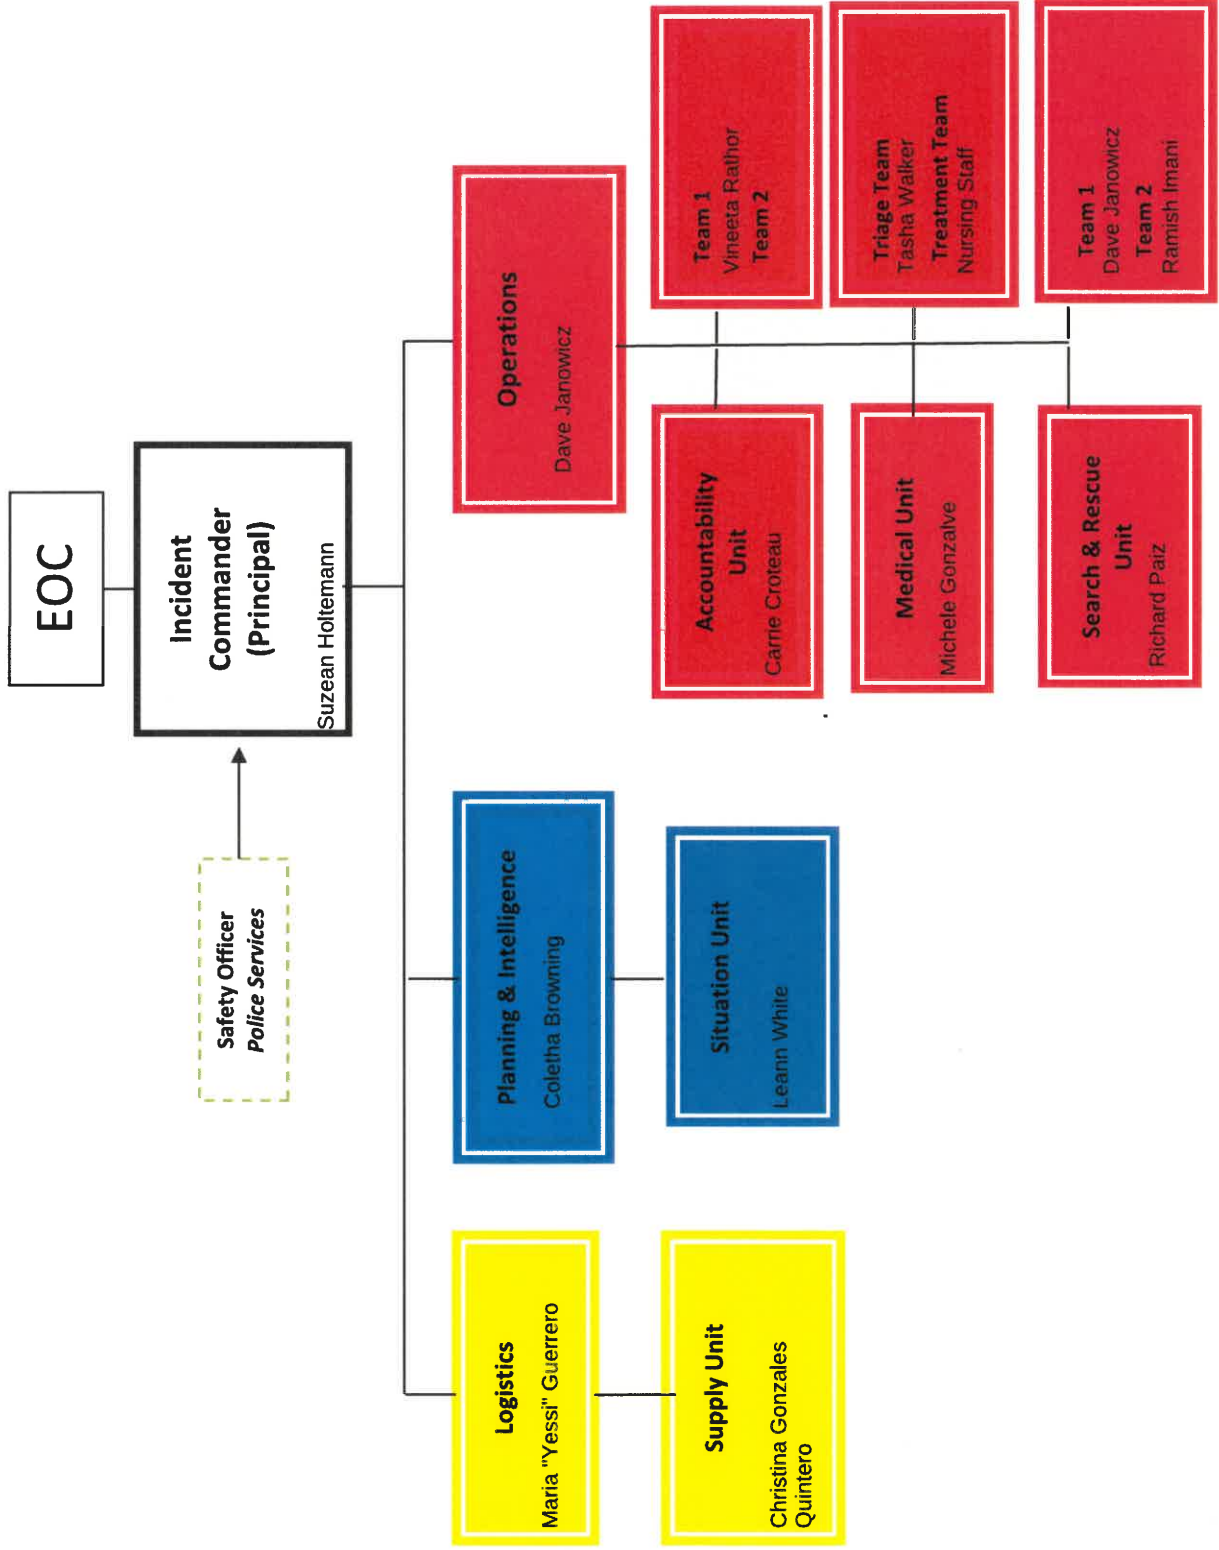 EOC
Incident
Commander
(Principal)
Suzean Holtemann
Safety Officer
Police Services
Logistics
Maria "Yessi" Guerrero
Supply Unit
Christina Gonzales
Quintero
Planning & Intelligence
Coletha Browning
Situation Unit
Leann White
Operations
Dave Janowicz
Accountability
Unit
Carrie Croteau
Team 1
Vineeta Rathor
Team 2
Medical Unit
Michele Gonzalve
Triage Team
Tasha Walker
Treatment Team
Nursing Staff
Search & Rescue
Unit
Richard Paiz
Team 1
Dave Janowicz
Team 2
Ramish Imani